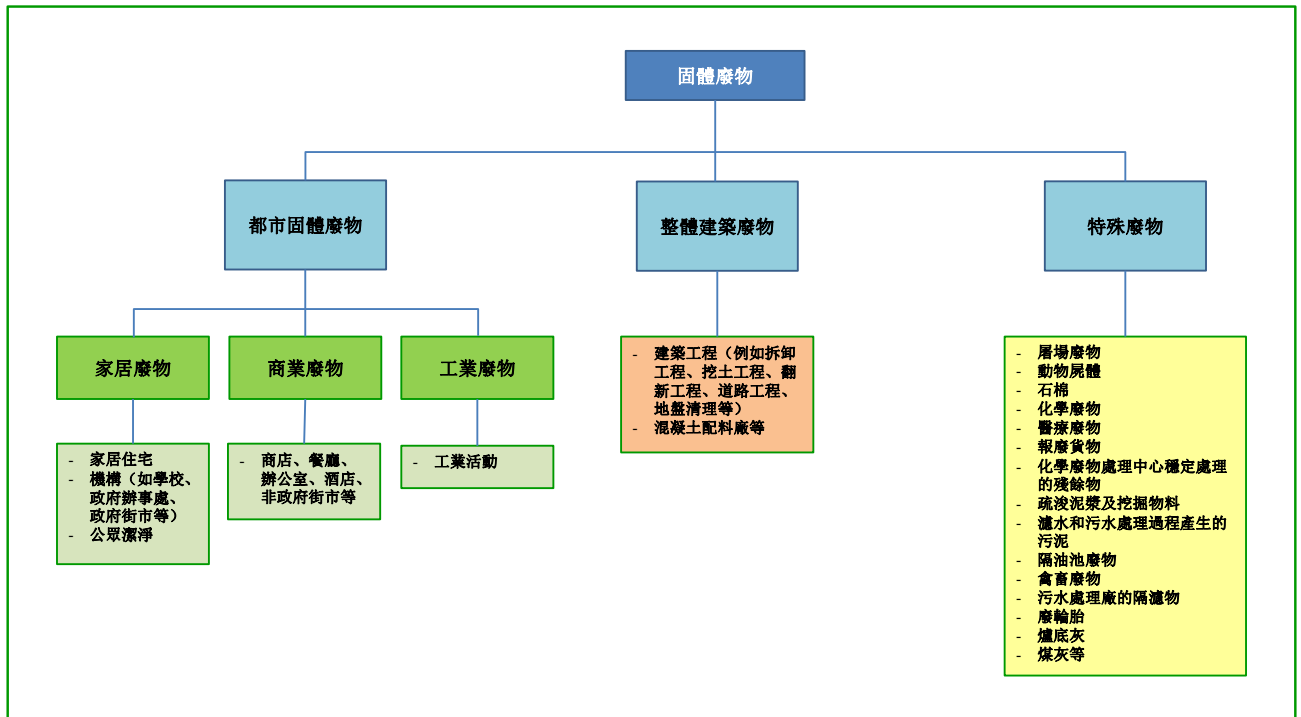 固體廢物
都市固體廢物
整體建築廢物
特殊廢物
家居廢物
商業廢物
工業廢物
- 家居住宅
- 機構（如學校、
政府辦事處、
政府街市等）
- 公眾潔淨
- 商店、餐廳、
辦公室、酒店、
非政府街市等
- 工業活動
- 建築工程（例如拆卸
工程、挖土工程、翻
新工程、道路工程、
地盤清理等）
- 混凝土配料廠等
- 屠場廢物
- 動物屍體
- 石棉
- 化學廢物
- 醫療廢物
- 報廢貨物
- 化學廢物處理中心穩定處理
的殘餘物
- 疏浚泥漿及挖掘物料
- 濾水和污水處理過程產生的
污泥
- 隔油池廢物
- 禽畜廢物
- 污水處理廠的隔濾物
- 廢輪胎
- 爐底灰
- 煤灰等